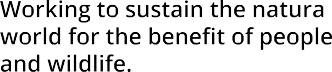 Working to sustain the natura
world for the benefit of people
and wildlife.